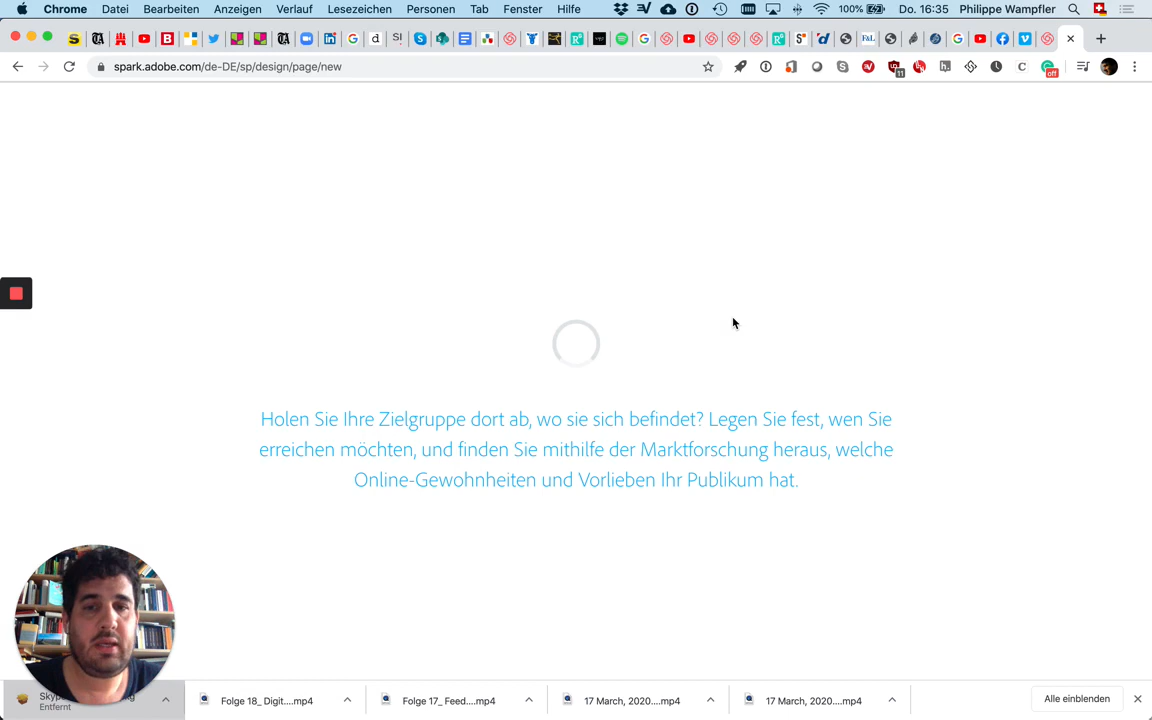 Chrome Datei Bearbeiten Anzeigen Verlauf Lesezeichen Personen Tab Fenster Hilfe 100% Do. 16:35 Philippe Wampfler
spark.adobe.com/de-DE/sp/design/page/new
11
off
Holen Sie Ihre Zielgruppe dort ab, wo sie sich befindet? Legen Sie fest, wen Sie
erreichen möchten, und finden Sie mithilfe der Marktforschung heraus, welche
Online-Gewohnheiten und Vorlieben Ihr Publikum hat.
Entfernt
Folge 18_ Digit....mp4 Folge 17_ Feed....mp4 17 March, 2020....mp4 17 March, 2020....mp4 Alle einblenden